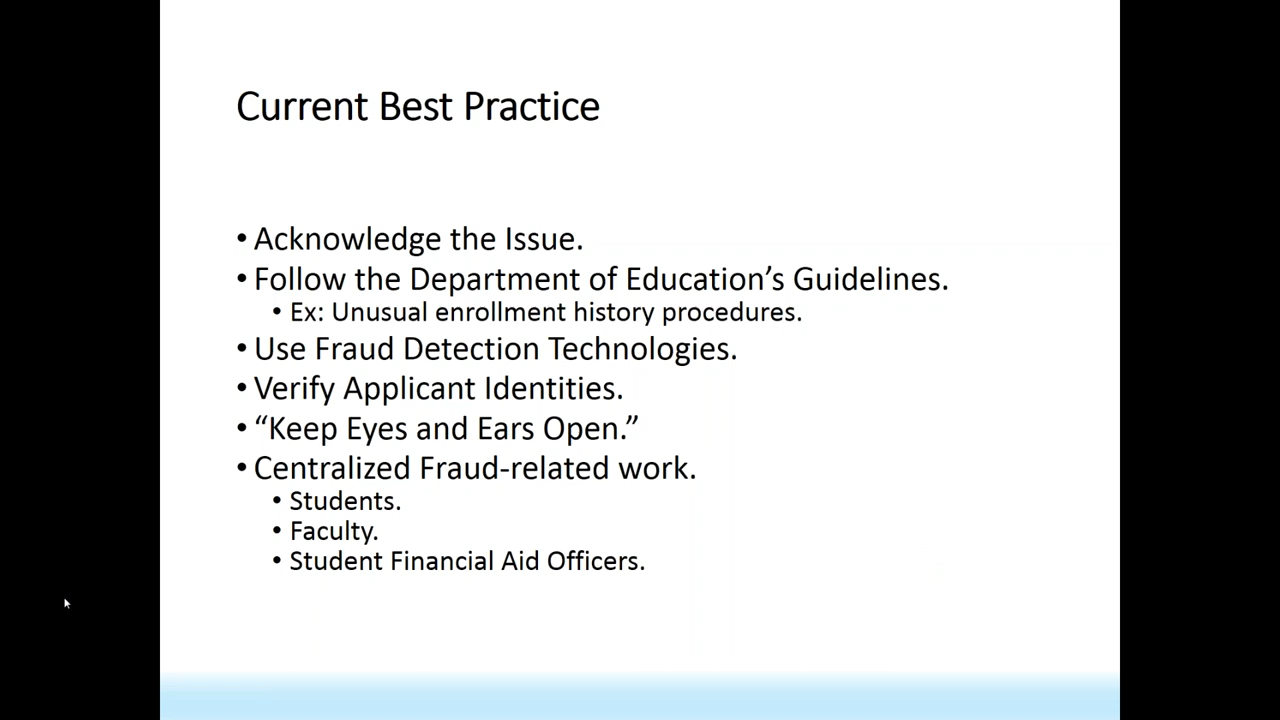 Current Best Practice
• Acknowledge the Issue.
• Follow the Department of Education’s Guidelines.
• Ex: Unusual enrollment history procedures.
• Use Fraud Detection Technologies.
• Verify Applicant Identities.
• “Keep Eyes and Ears Open.”
• Centralized Fraud-related work.
• Students.
• Faculty.
• Student Financial Aid Officers.